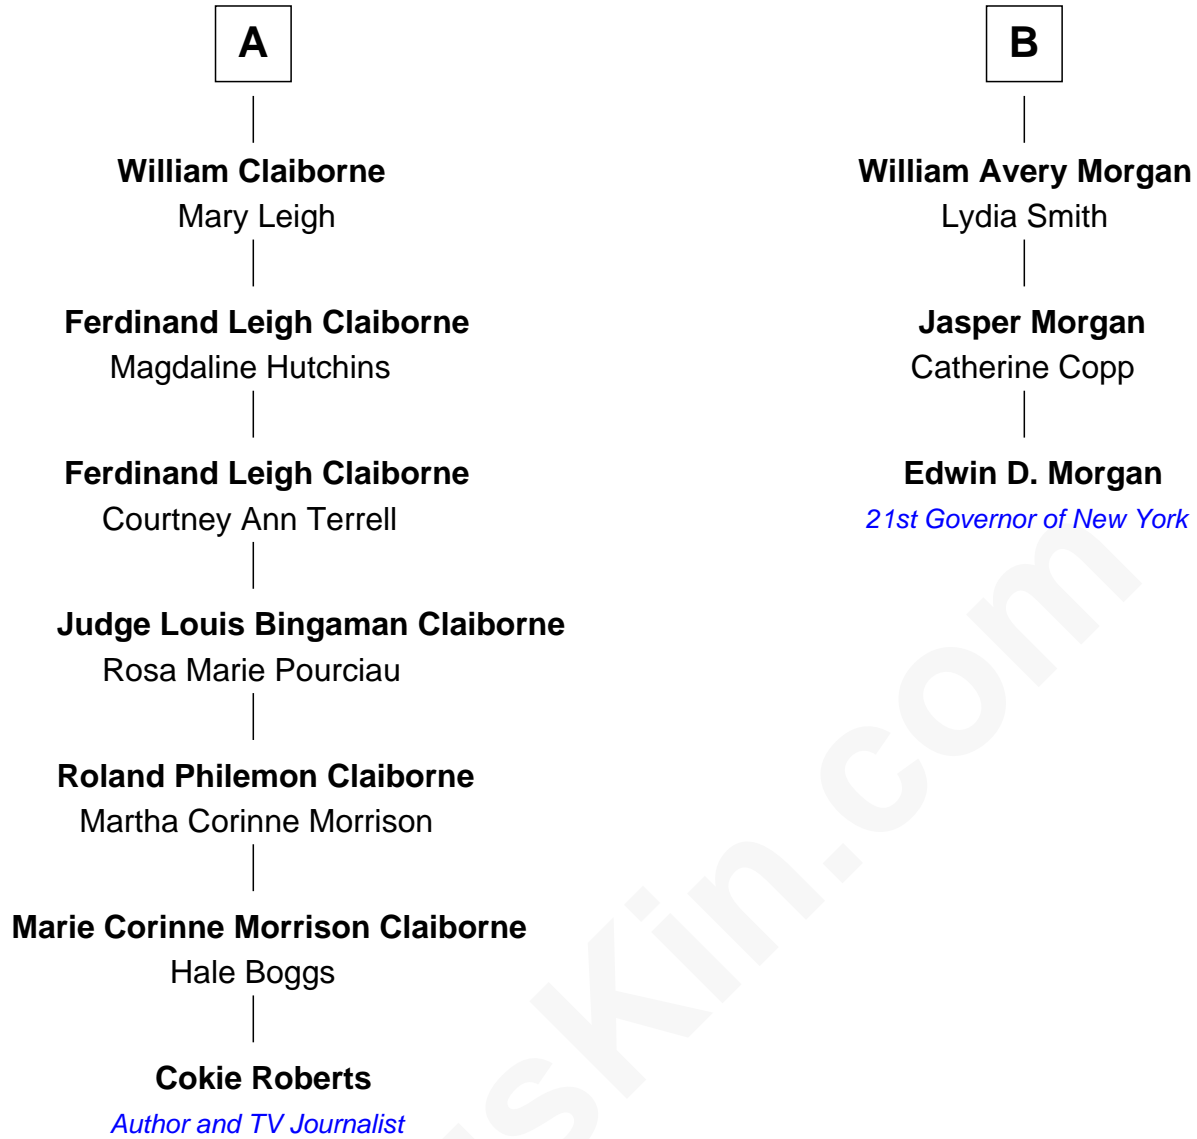 A
William Claiborne
Mary Leigh
Ferdinand Leigh Claiborne
Magdaline Hutchins
Ferdinand Leigh Claiborne
Courtney Ann Terrell
Judge Louis Bingaman Claiborne
Rosa Marie Pourciau
Roland Philemon Claiborne
Martha Corinne Morrison
Marie Corinne Morrison Claiborne
Hale Boggs
Cokie Roberts
Author and TV Journalist
B
William Avery Morgan
Lydia Smith
Jasper Morgan
Catherine Copp
Edwin D. Morgan
21st Governor of New York
sKin.com